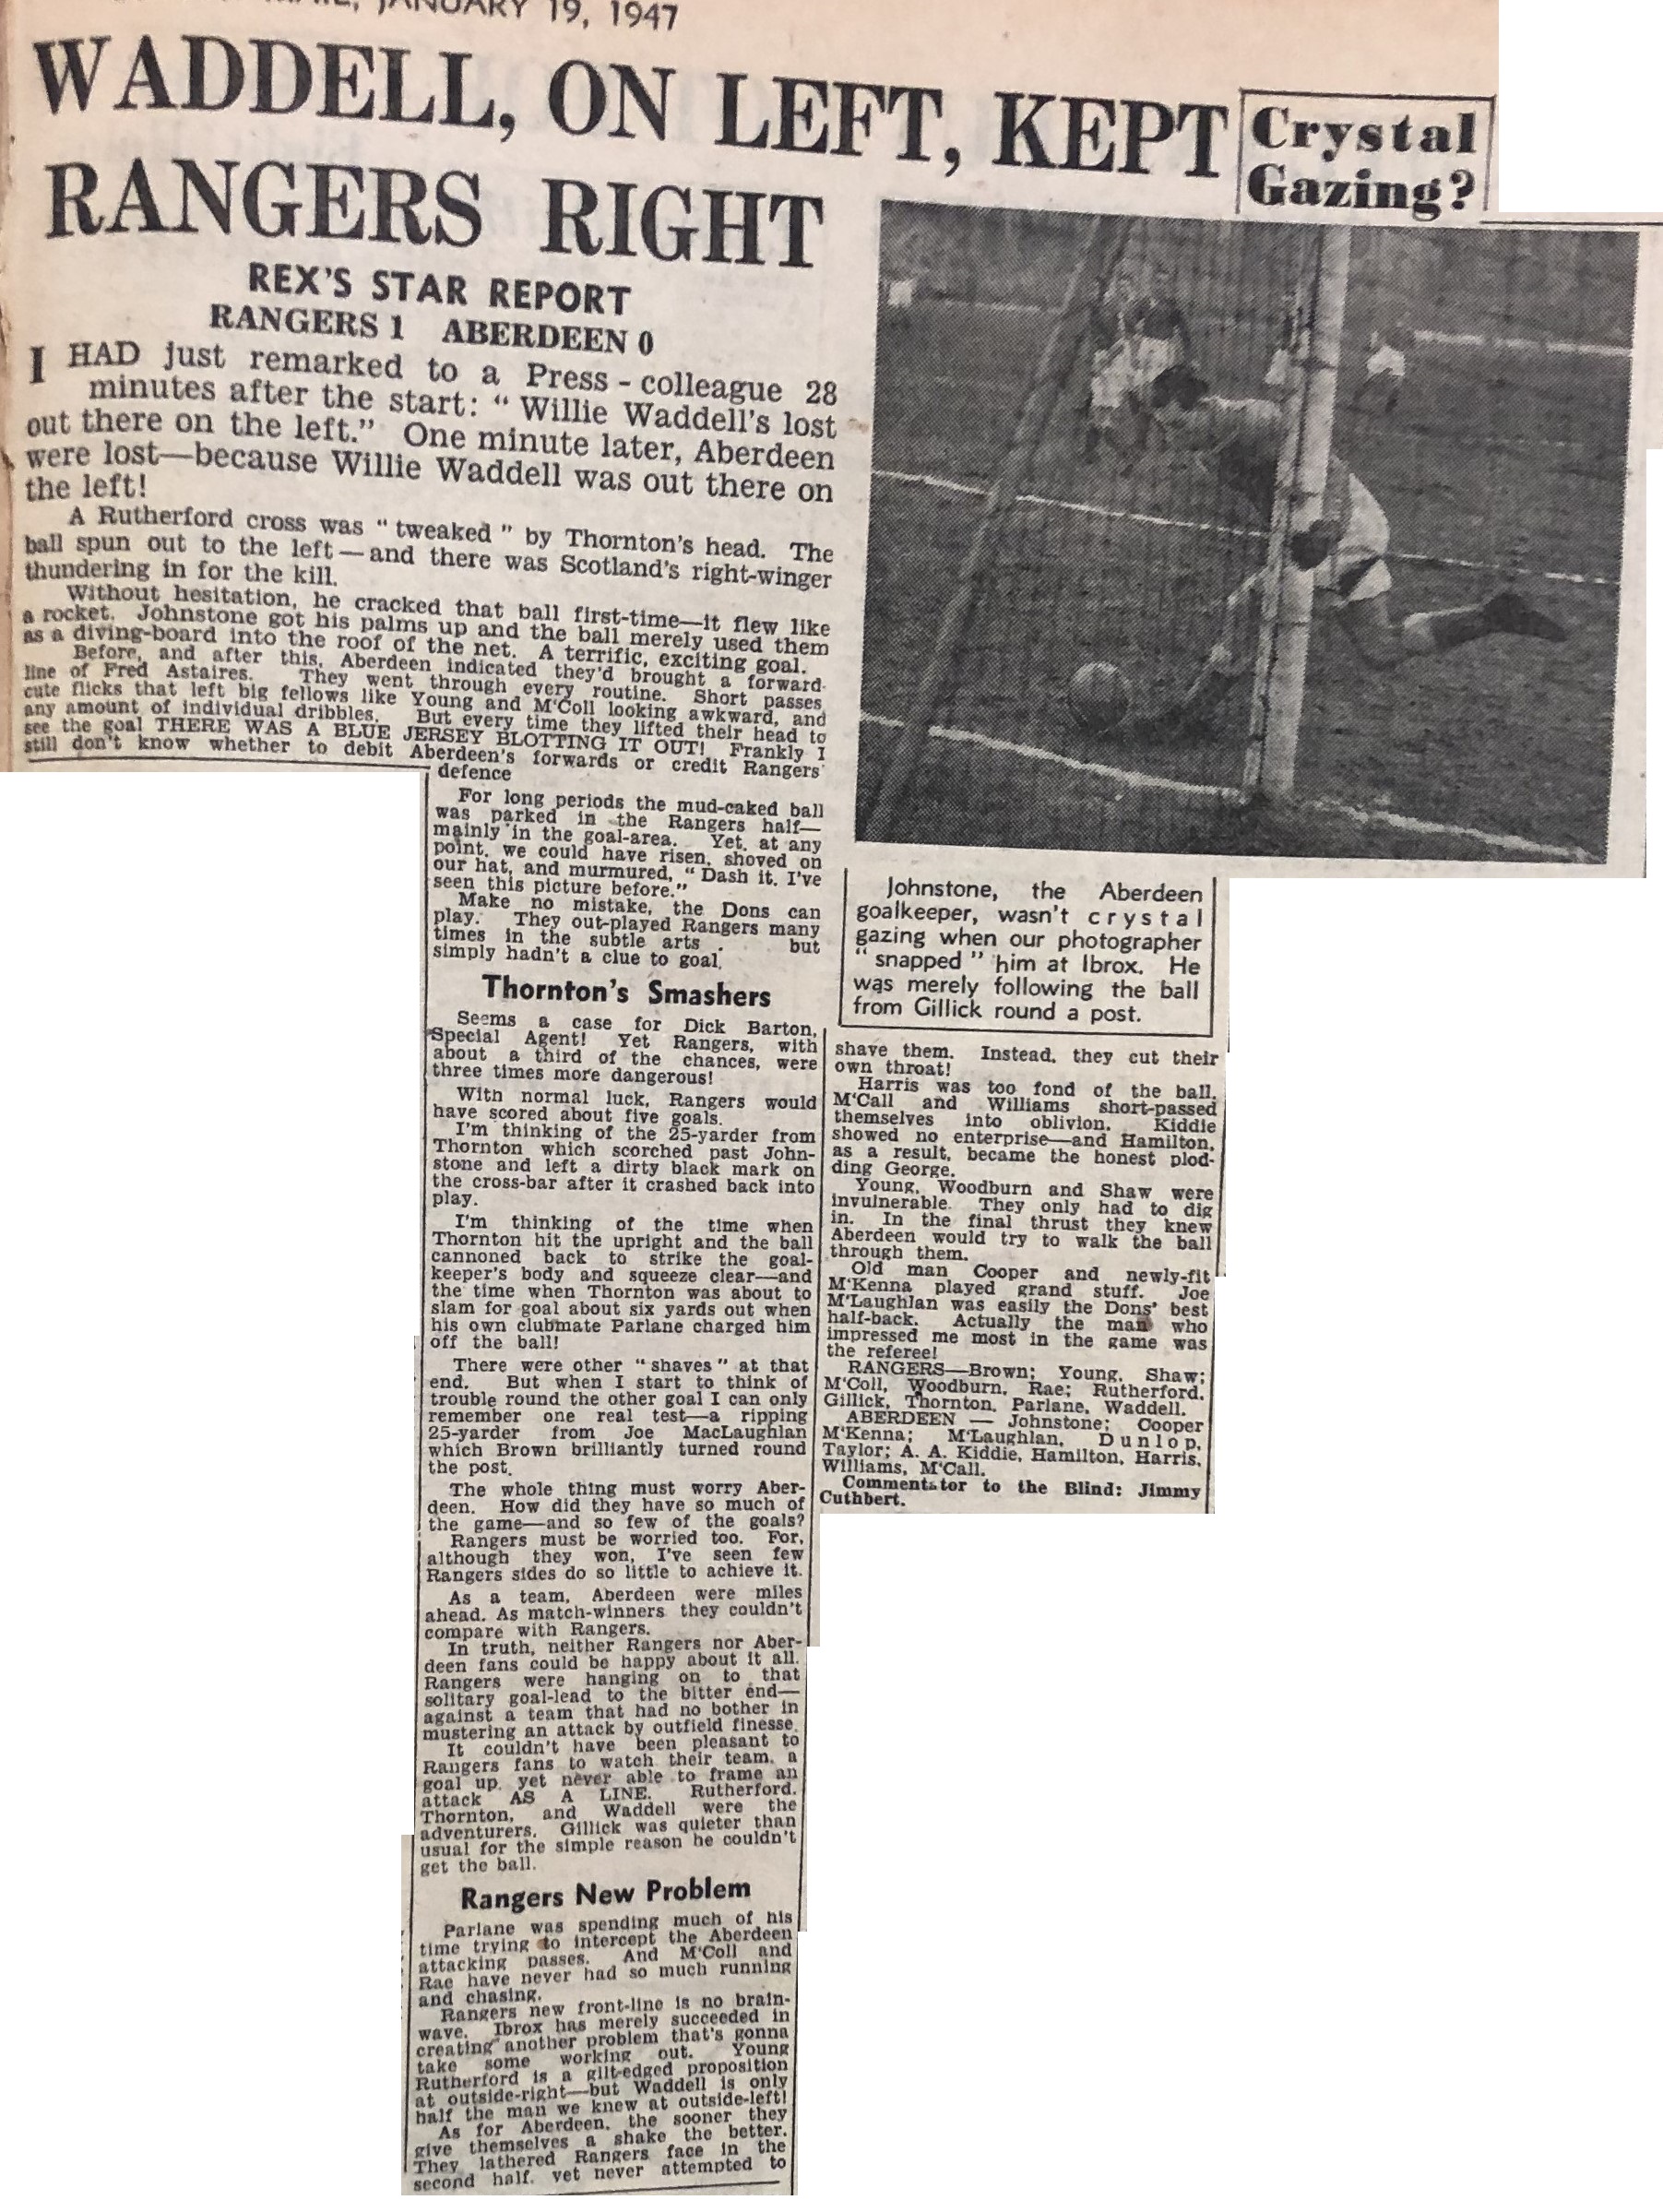 MAIL, JANUARY 19, 1947
WADDELL, ON LEFT, KEPT
RANGERS RIGHT
REX'S STAR REPORT
RANGERS 1 ABERDEEN 0
I HAD just remarked to a Press-colleague 28
minutes after the start: "Willie Waddell's lost
out there on the left." One minute later, Aberdeen
were lost—because Willie Waddell was out there on
the left!
A Rutherford cross was "tweaked" by Thornton's head. The
ball spun out to the left—and there was Scotland's right-winger
thundering in for the kill.
Without hesitation, he cracked that ball first-time—it flew like
a rocket. Johnstone got his palms up and the ball merely used them
as a diving-board into the roof of the net. A terrific, exciting goal.
Before, and after this, Aberdeen indicated they'd brought a forward-
line of Fred Astaires. They went through every routine. Short passes,
cute flicks that left big fellows like Young and M'Coll looking awkward, and
any amount of individual dribbles. But every time they lifted their head to
see the goal THERE WAS A BLUE JERSEY BLOTTING IT OUT! Frankly I
still don't know whether to debit Aberdeen's forwards or credit Rangers'
defence
For long periods the mud-caked ball
was parked in the Rangers half—
mainly in the goal-area. Yet, at any
point, we could have risen, shoved on
our hat, and murmured, "Dash it, I've
seen this picture before."
Make no mistake, the Dons can
play. They out-played Rangers many
times in the subtle arts . but
simply hadn't a clue to goal.
Thornton's Smashers
Seems a case for Dick Barton,
Special Agent! Yet Rangers, with
about a third of the chances, were
three times more dangerous!
With normal luck, Rangers would
have scored about five goals.
I'm thinking of the 25-yarder from
Thornton which scorched past John-
stone and left a dirty black mark on
the cross-bar after it crashed back into
play.
I'm thinking of the time when
Thornton hit the upright and the ball
cannoned back to strike the goal-
keeper's body and squeeze clear—and
the time when Thornton was about to
slam for goal about six yards out when
his own clubmate Parlane charged him
off the ball!
There were other "shaves" at that
end. But when I start to think of
trouble round the other goal I can only
remember one real test—a ripping
25-yarder from Joe MacLaughlan
which Brown brilliantly turned round
the post.
The whole thing must worry Aber-
deen. How did they have so much of
the game—and so few of the goals?
Rangers must be worried too. For,
although they won, I've seen few
Rangers sides do so little to achieve it.
As a team, Aberdeen were miles
ahead. As match-winners they couldn't
compare with Rangers.
In truth, neither Rangers nor Aber-
deen fans could be happy about it all.
Rangers were hanging on to that
solitary goal-lead to the bitter end—
against a team that had no bother in
mustering an attack by outfield finesse.
It couldn't have been pleasant to
Rangers fans to watch their team, a
goal up, yet never able to frame an
attack AS A LINE. Rutherford,
Thornton, and Waddell were the
adventurers. Gillick was quieter than
usual for the simple reason he couldn't
get the ball.
Rangers New Problem
Parlane was spending much of his
time trying to intercept the Aberdeen
attacking passes. And M'Coll and
Rae have never had so much running
and chasing.
Rangers new front-line is no brain-
wave. Ibrox has merely succeeded in
creating another problem that's gonna
take some working out. Young
Rutherford is a gilt-edged proposition
at outside-right—but Waddell is only
half the man we knew at outside-left!
As for Aberdeen, the sooner they
give themselves a shake the better.
They lathered Rangers face in the
second half, yet never attempted to
Crystal
Gazing?
Johnstone, the Aberdeen
goalkeeper, wasn't crystal
gazing when our photographer
"snapped" him at Ibrox. He
was merely following the ball
from Gillick round a post.
shave them. Instead, they cut their
own throat!
Harris was too fond of the ball.
M'Call and Williams short-passed
themselves into oblivion. Kiddie
showed no enterprise—and Hamilton,
as a result, became the honest plod-
ding George.
Young, Woodburn and Shaw were
invulnerable. They only had to dig
in. In the final thrust they knew
Aberdeen would try to walk the ball
through them.
Old man Cooper and newly-fit
M'Kenna played grand stuff. Joe
M'Laughlan was easily the Dons' best
half-back. Actually the man who
impressed me most in the game was
the referee!
RANGERS—Brown; Young, Shaw;
M'Coll, Woodburn, Rae; Rutherford,
Gillick, Thornton, Parlane, Waddell.
ABERDEEN — Johnstone; Cooper
M'Kenna; M'Laughlan, Dunlop,
Taylor; A. A. Kiddie, Hamilton, Harris,
Williams, M'Call.
Commentator to the Blind: Jimmy
Cuthbert.